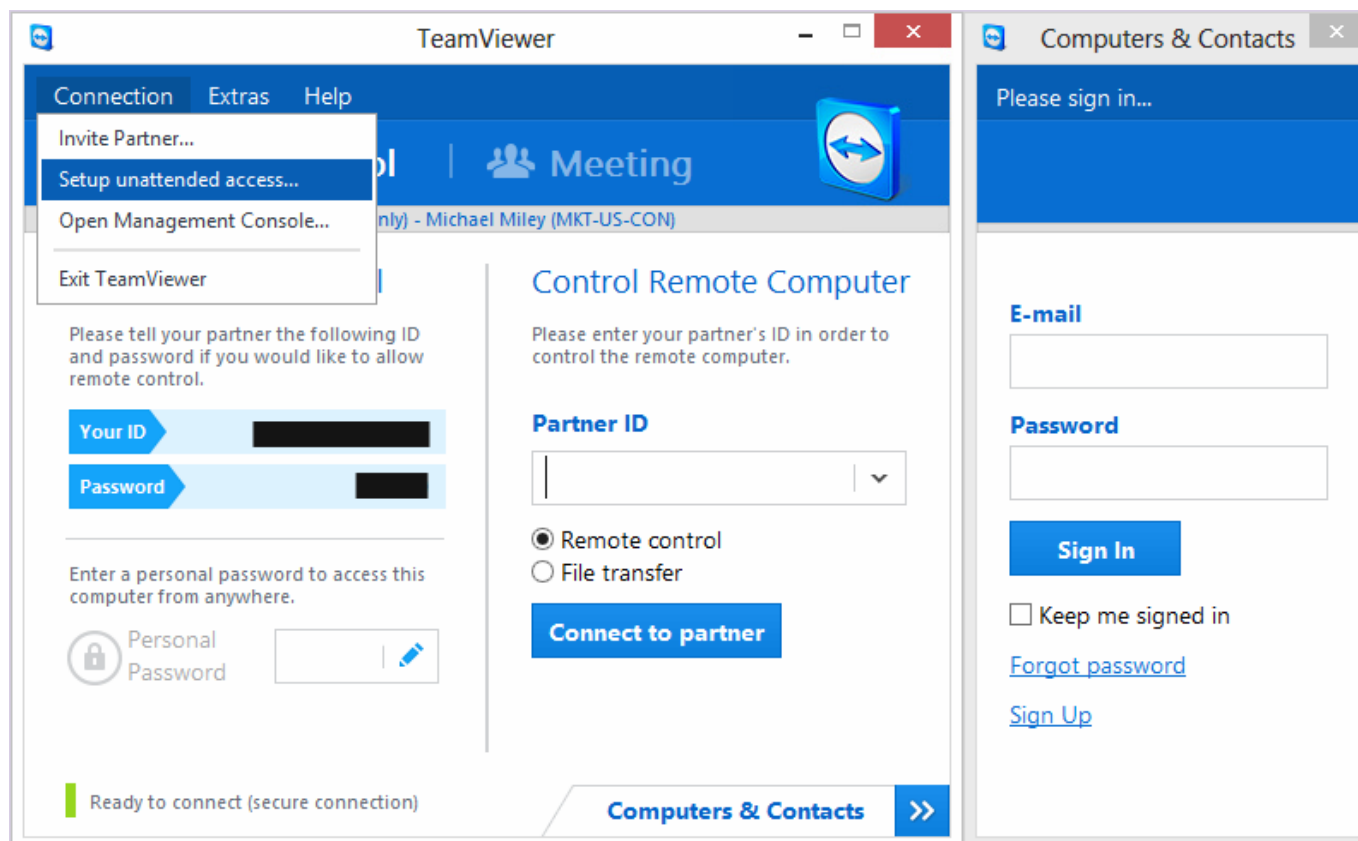 TeamViewer
Connection Extras Help
Invite Partner...
Setup unattended access...
Open Management Console...
Exit TeamViewer
Meeting
- Michael Miley (MKT-US-CON)
Please tell your partner the following ID
and password if you would like to allow
remote control.
Your ID
Password
Enter a personal password to access this
computer from anywhere.
Personal
Password
Control Remote Computer
Please enter your partner's ID in order to
control the remote computer.
Partner ID
Remote control
File transfer
Connect to partner
Ready to connect (secure connection)
Computers & Contacts
Computers & Contacts
Please sign in...
E-mail
Password
Sign In
Keep me signed in
Forgot password
Sign Up